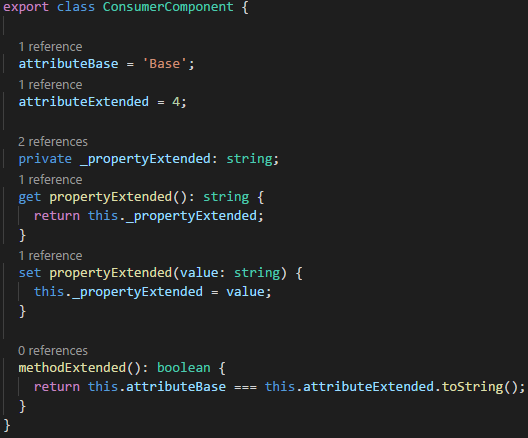 export class ConsumerComponent {
1 reference
attributeBase = 'Base';
1 reference
attributeExtended = 4;
2 references
private _propertyExtended: string;
1 reference
get propertyExtended(): string {
return this._propertyExtended;
}
1 reference
set propertyExtended(value: string) {
this._propertyExtended = value;
}
0 references
methodExtended(): boolean {
return this.attributeBase === this.attributeExtended.toString();
}
}